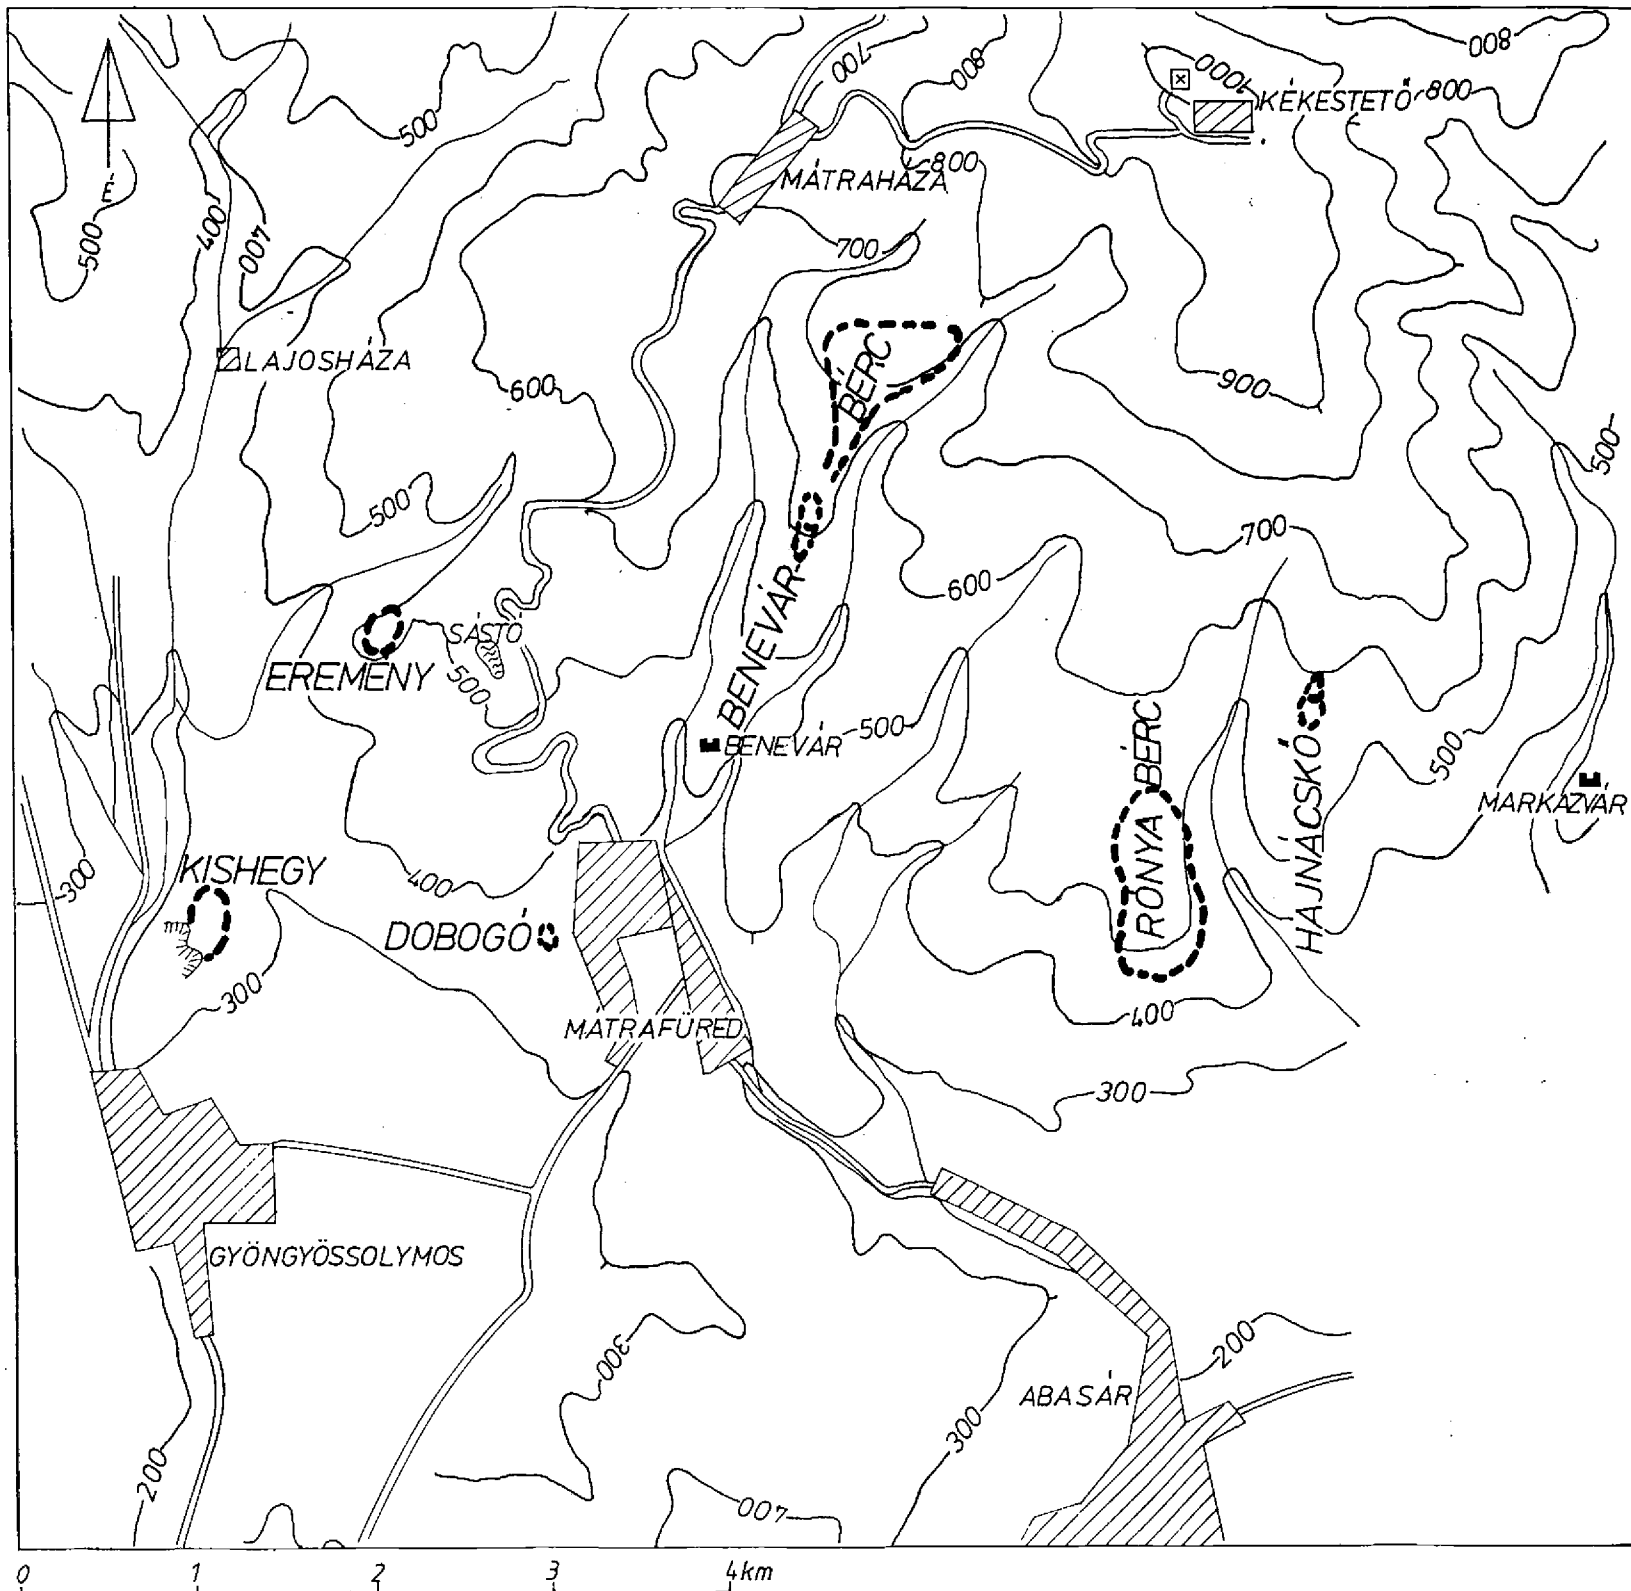 800
700
800
1000
KÉKESTETŐ
800
500
MÁTRAHÁZA
800
É
400
500
400
700
LAJOSHÁZA
BÉRC
600
900
500
500
700
600
SÁSTÓ
EREMÉNY
500
BENEVÁR
BENEVÁR
500
RÓNYA BÉRC
HAJNÁCSKŐ
500
MARKAZVÁR
300
KISHEGY
400
DOBOGÓ
300
MÁTRAFÜRED
400
300
GYÖNGYÖSSOLYMOS
300
200
ABASÁR
300
200
400
0 1 2 3 4km